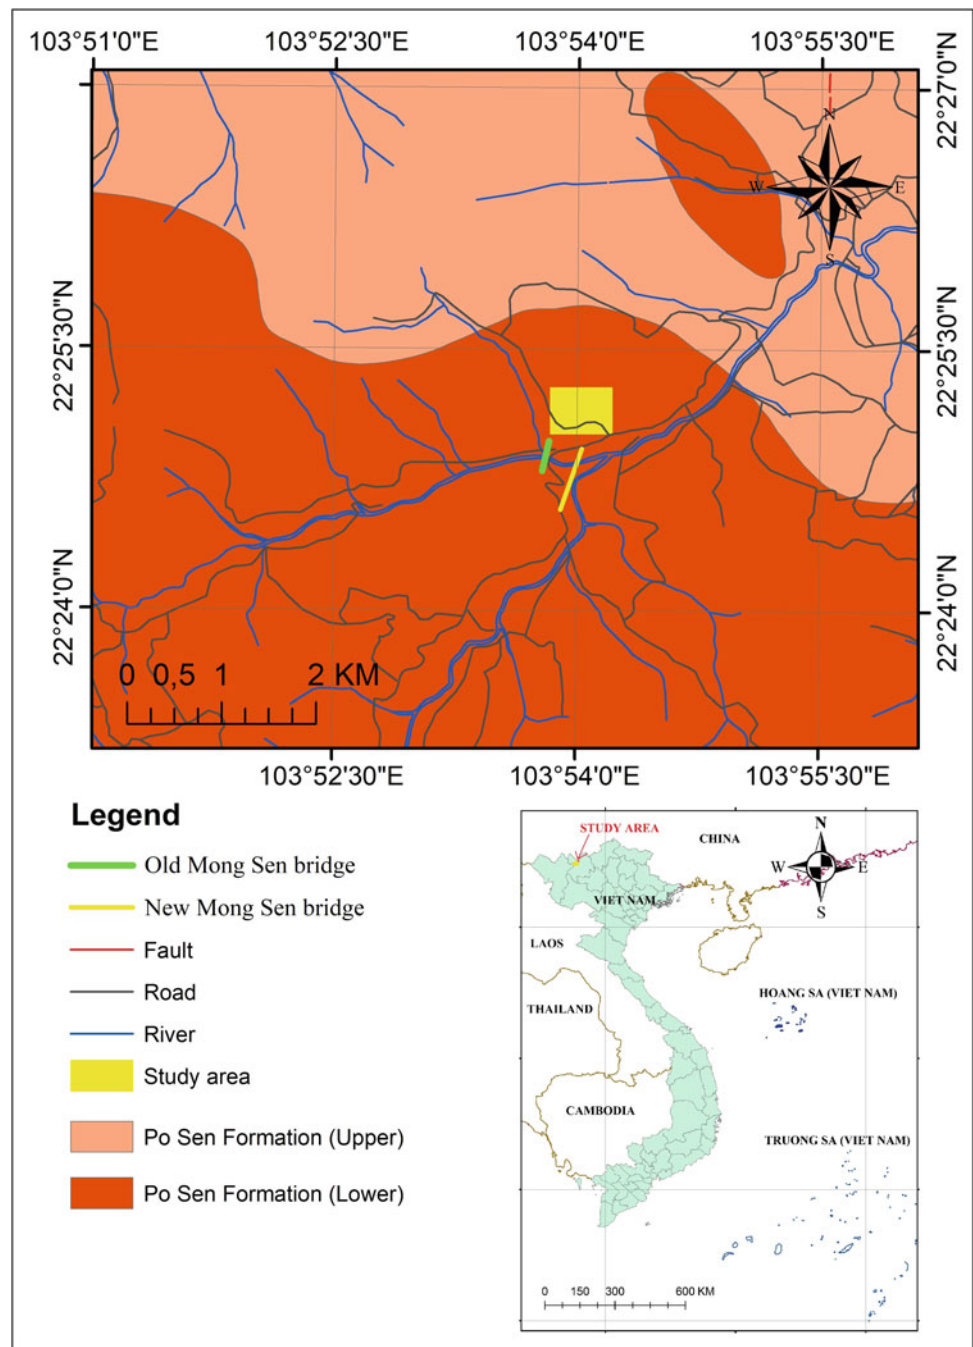 103°51'0"E 103°52'30"E 103°54'0"E 103°55'30"E
22°27'0"N
N
W E
S
22°25'30"N 22°25'30"N
22°24'0"N 22°24'0"N
0 0,5 1 2 KM
103°52'30"E 103°54'0"E 103°55'30"E
Legend
Old Mong Sen bridge
New Mong Sen bridge
Fault
Road
River
Study area
Po Sen Formation (Upper)
Po Sen Formation (Lower)
STUDY AREA
CHINA
N
W E
S
VIET NAM
LAOS
HOANG SA (VIET NAM)
THAILAND
CAMBODIA
TRUONG SA (VIET NAM)
0 150 300 600 KM